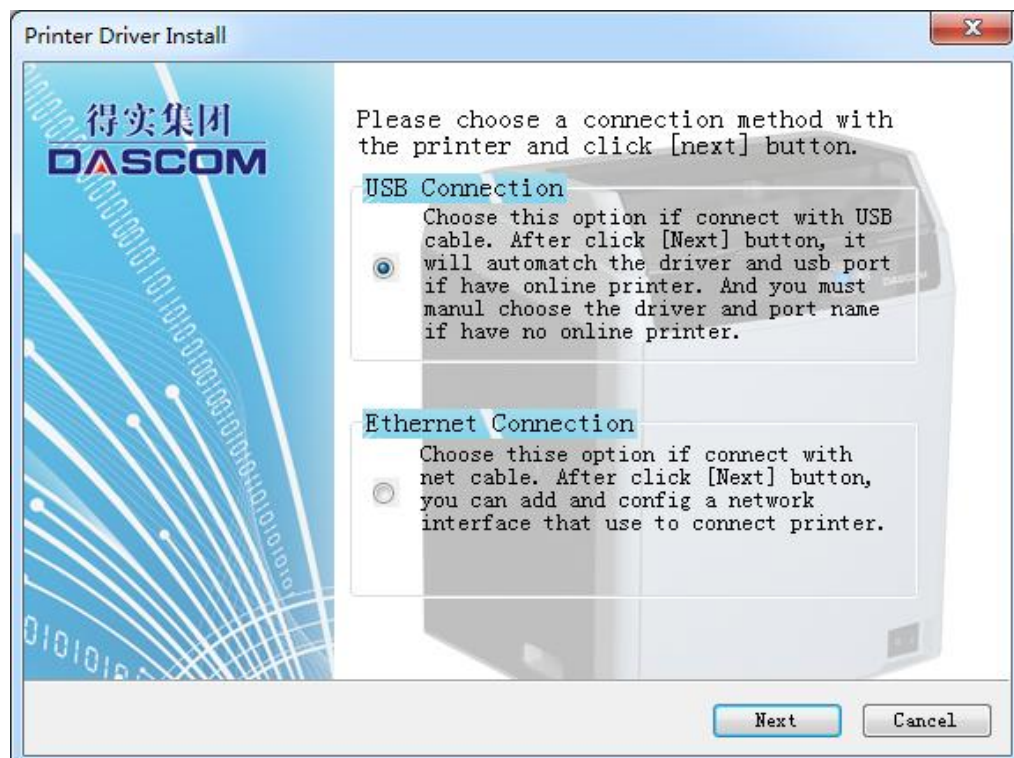 Printer Driver Install
得实集团
DASCOM
Please choose a connection method with
the printer and click [next] button.
USB Connection
Choose this option if connect with USB
cable. After click [Next] button, it
will automatch the driver and usb port
if have online printer. And you must
manul choose the driver and port name
if have no online printer.
Ethernet Connection
Choose thise option if connect with
net cable. After click [Next] button,
you can add and config a network
interface that use to connect printer.
Next
Cancel